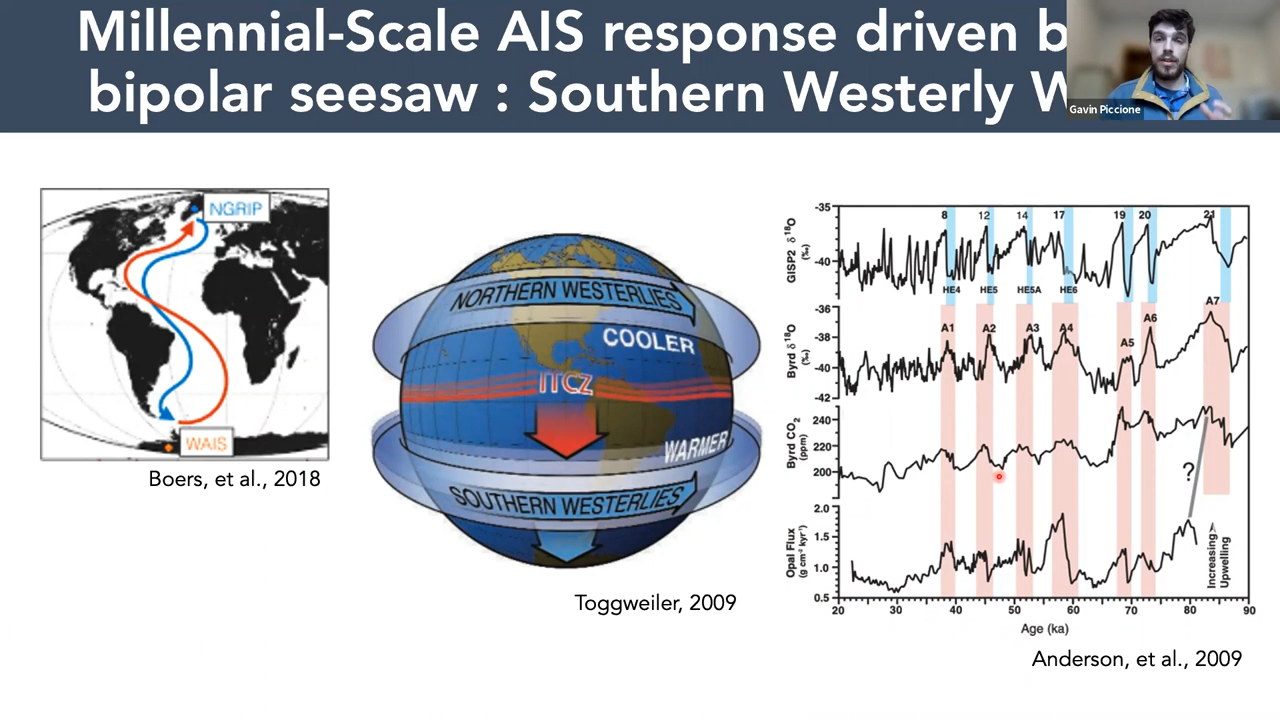 Millennial-Scale AIS response driven b
bipolar seesaw : Southern Westerly W
Gavin Piccione
NGRIP
WAIS
Boers, et al., 2018
NORTHERN WESTERLIES
COOLER
ITCZ
WARMER
SOUTHERN WESTERLIES
Toggweiler, 2009
GISP2 δ18O
(‰)
-35
-40
8 12 14 17 19 20 21
HE4 HE5 HE5A HE6
Byrd δ18O
(‰)
-36
-38
-40
-42
A1 A2 A3 A4 A5 A6 A7
Byrd CO2
(ppm)
240
220
200
?
Opal Flux
(g cm-2 kyr-1)
2.0
1.5
1.0
0.5
Increasing
Upwelling
20 30 40 50 60 70 80 90
Age (ka)
Anderson, et al., 2009